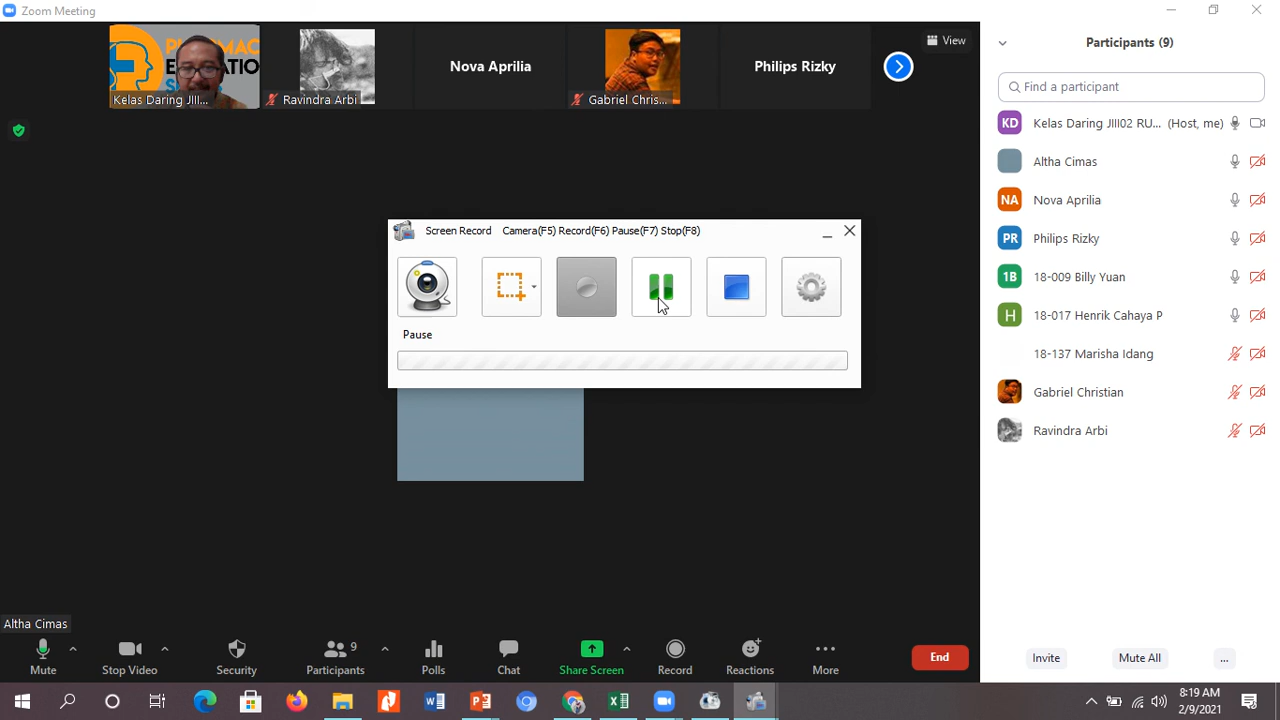 Zoom Meeting
Kelas Daring JIII...
Ravindra Arbi
Nova Aprilia
Gabriel Chris...
Philips Rizky
View
Participants (9)
Find a participant
KD Kelas Daring JIII02 RU... (Host, me)
Altha Cimas
NA Nova Aprilia
PR Philips Rizky
1B 18-009 Billy Yuan
H 18-017 Henrik Cahaya P
18-137 Marisha Idang
Gabriel Christian
Ravindra Arbi
Screen Record Camera(F5) Record(F6) Pause(F7) Stop(F8)
Pause
Altha Cimas
Mute
Stop Video
Security
9
Participants
Polls
Chat
Share Screen
Record
Reactions
More
End
Invite
Mute All
...
8:19 AM
2/9/2021